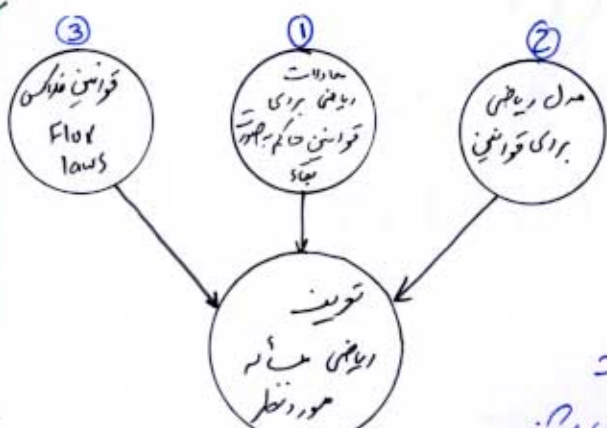 ③
قوانین فلاکس
Flux
laws
①
معادلات
ریاضی برای
قوانین حاکم به صورت
②
مدل ریاضی
برای قوانین
تعریف
ریاضی مسأله
مورد نظر